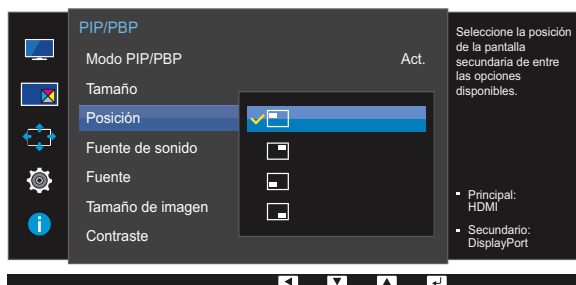 PIP/PBP
Modo PIP/PBP Act.
Tamaño
Posición
Fuente de sonido
Fuente
Tamaño de imagen
Contraste
Seleccione la posición
de la pantalla
secundaria de entre
las opciones
disponibles.
Principal:
HDMI
Secundario:
DisplayPort